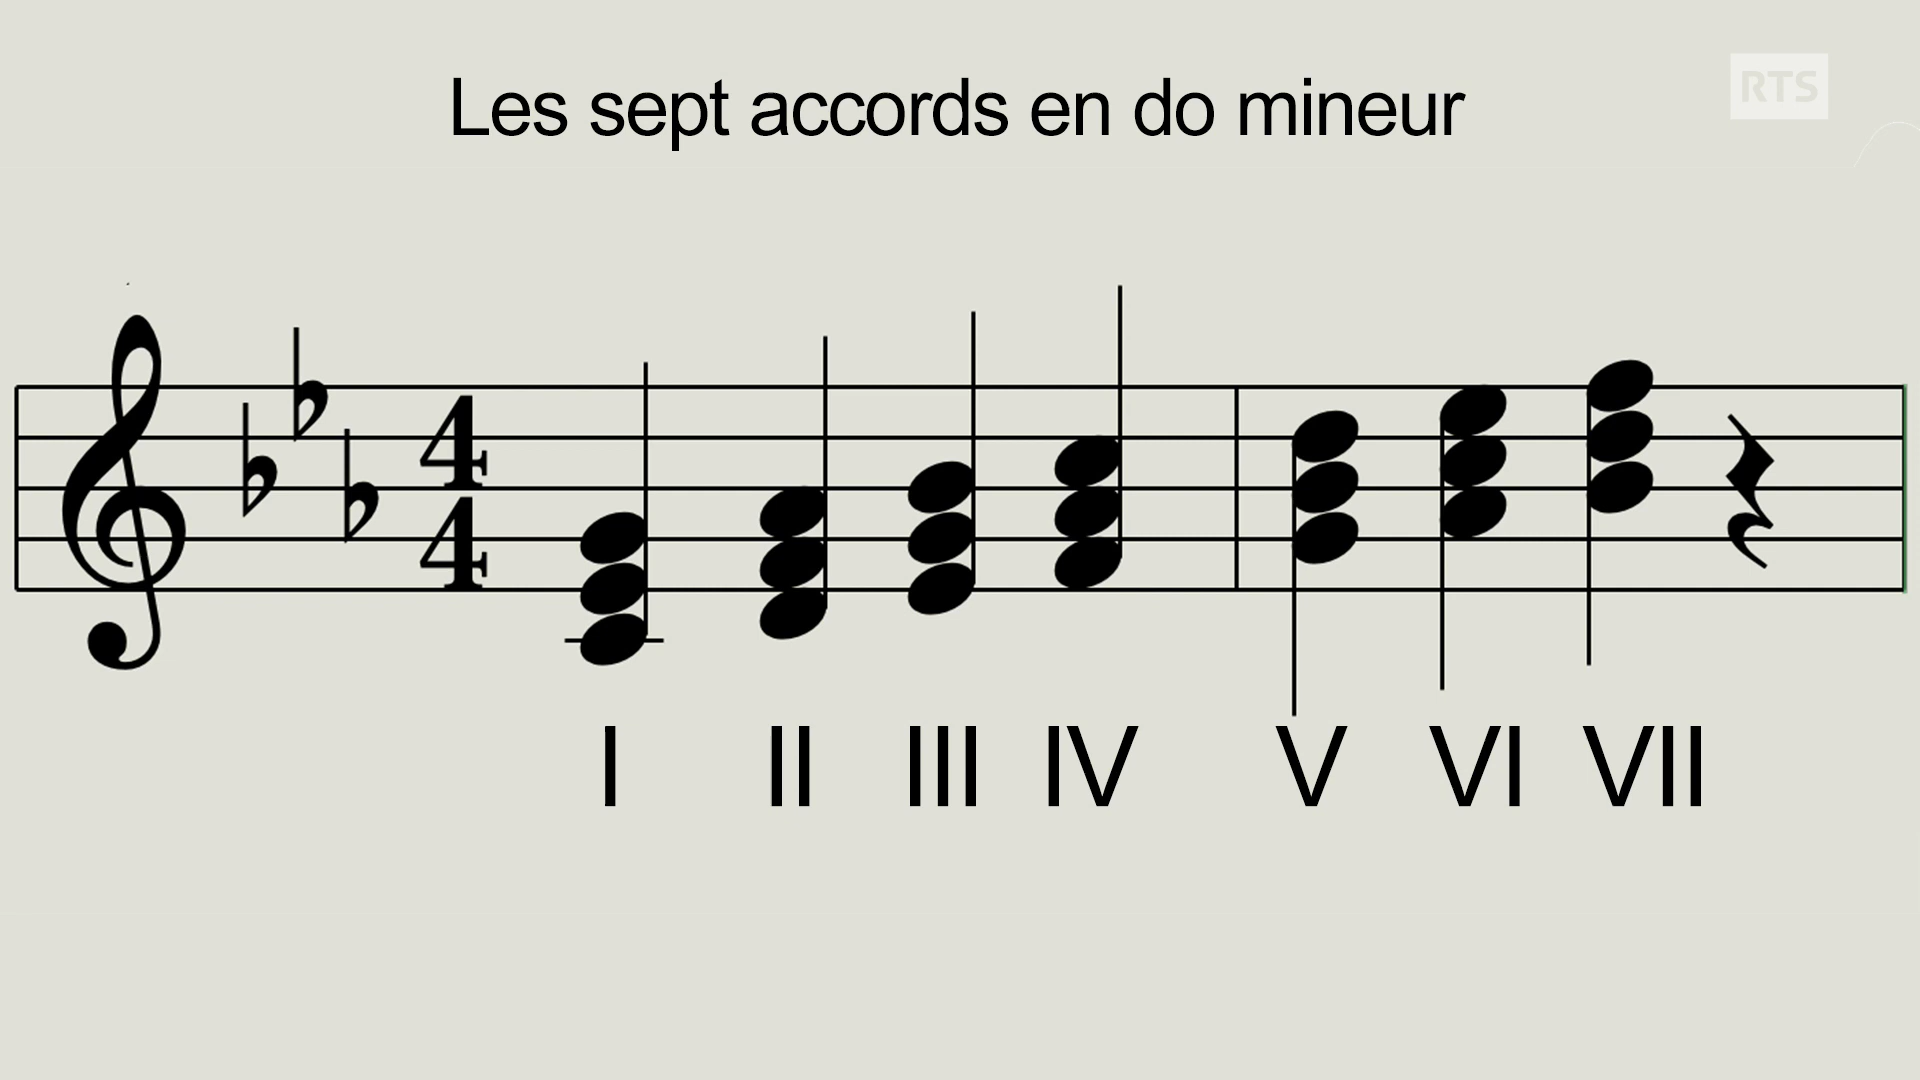 Les sept accords en do mineur
RTS
4
4
I II III IV V VI VII